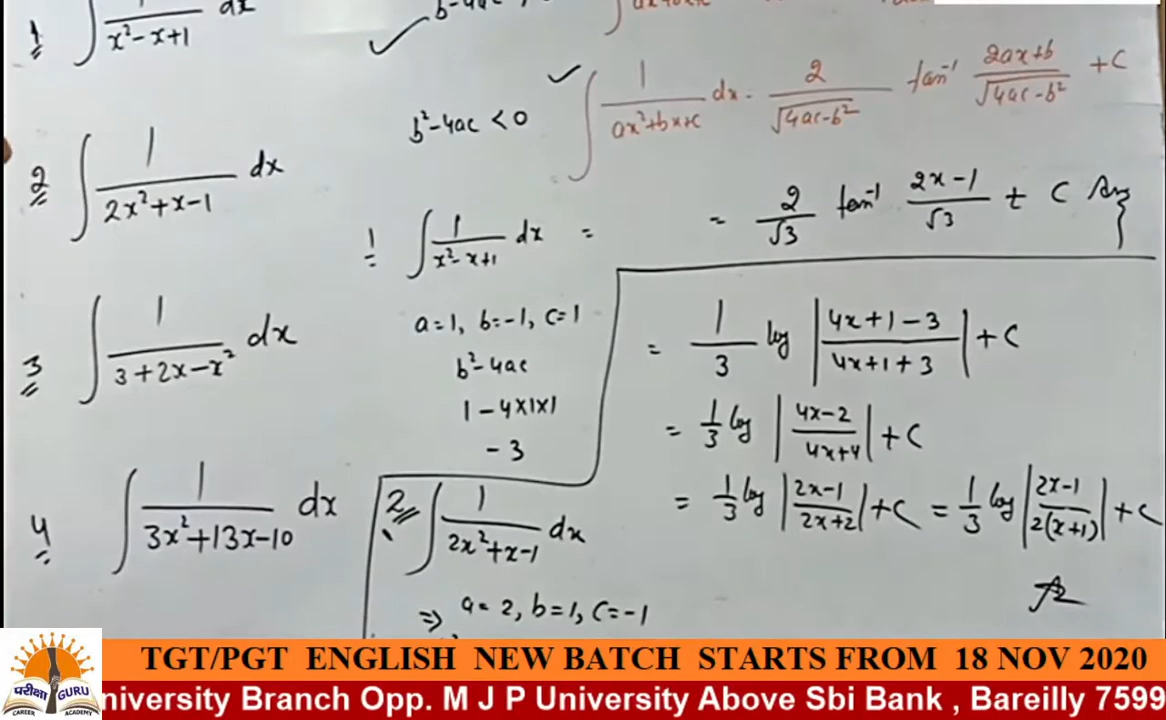 1 ∫ 1/(x²-x+1) dx
2 ∫ 1/(2x²+x-1) dx
3 ∫ 1/(3+2x-x²) dx
4 ∫ 1/(3x²+13x-10) dx
b²-4ac
b²-4ac <0 ∫ 1/(ax²+bx+c) dx = 2/√(4ac-b²) tan⁻¹ (2ax+b)/√(4ac-b²) + C
1 ∫ 1/(x²-x+1) dx = = 2/√3 tan⁻¹ (2x-1)/√3 + C Ans
a=1, b=-1, c=1
b²-4ac
1-4×1×1
-3
2 ∫ 1/(2x²+x-1) dx
⇒ a=2, b=1, c=-1
= 1/3 log |(4x+1-3)/(4x+1+3)| + C
= 1/3 log |(4x-2)/(4x+4)| + C
= 1/3 log |(2x-1)/(2x+2)| + C = 1/3 log |(2x-1)/(2(x+1))| + C
परीक्षा GURU
CAREER ACADEMY
TGT/PGT ENGLISH NEW BATCH STARTS FROM 18 NOV 2020
niversity Branch Opp. M J P University Above Sbi Bank , Bareilly 7599